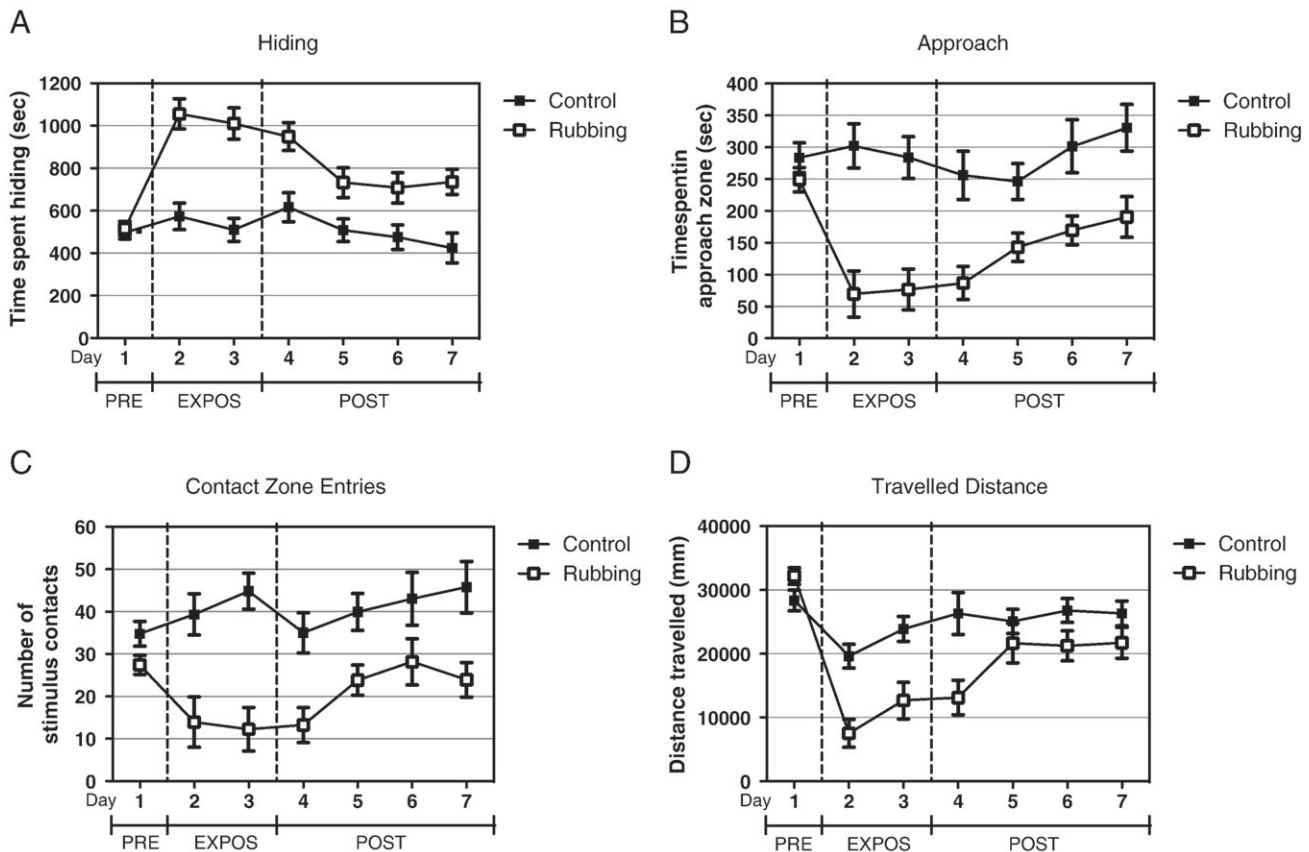 A
Hiding
Time spent hiding (sec)
1200
1000
800
600
400
200
0
Control
Rubbing
Day 1 2 3 4 5 6 7
PRE EXPOS POST
B
Approach
Timespentin
approach zone (sec)
400
350
300
250
200
150
100
50
0
Control
Rubbing
Day 1 2 3 4 5 6 7
PRE EXPOS POST
C
Contact Zone Entries
Number of
stimulus contacts
60
50
40
30
20
10
0
Control
Rubbing
Day 1 2 3 4 5 6 7
PRE EXPOS POST
D
Travelled Distance
Distance travelled (mm)
40000
30000
20000
10000
0
Control
Rubbing
Day 1 2 3 4 5 6 7
PRE EXPOS POST